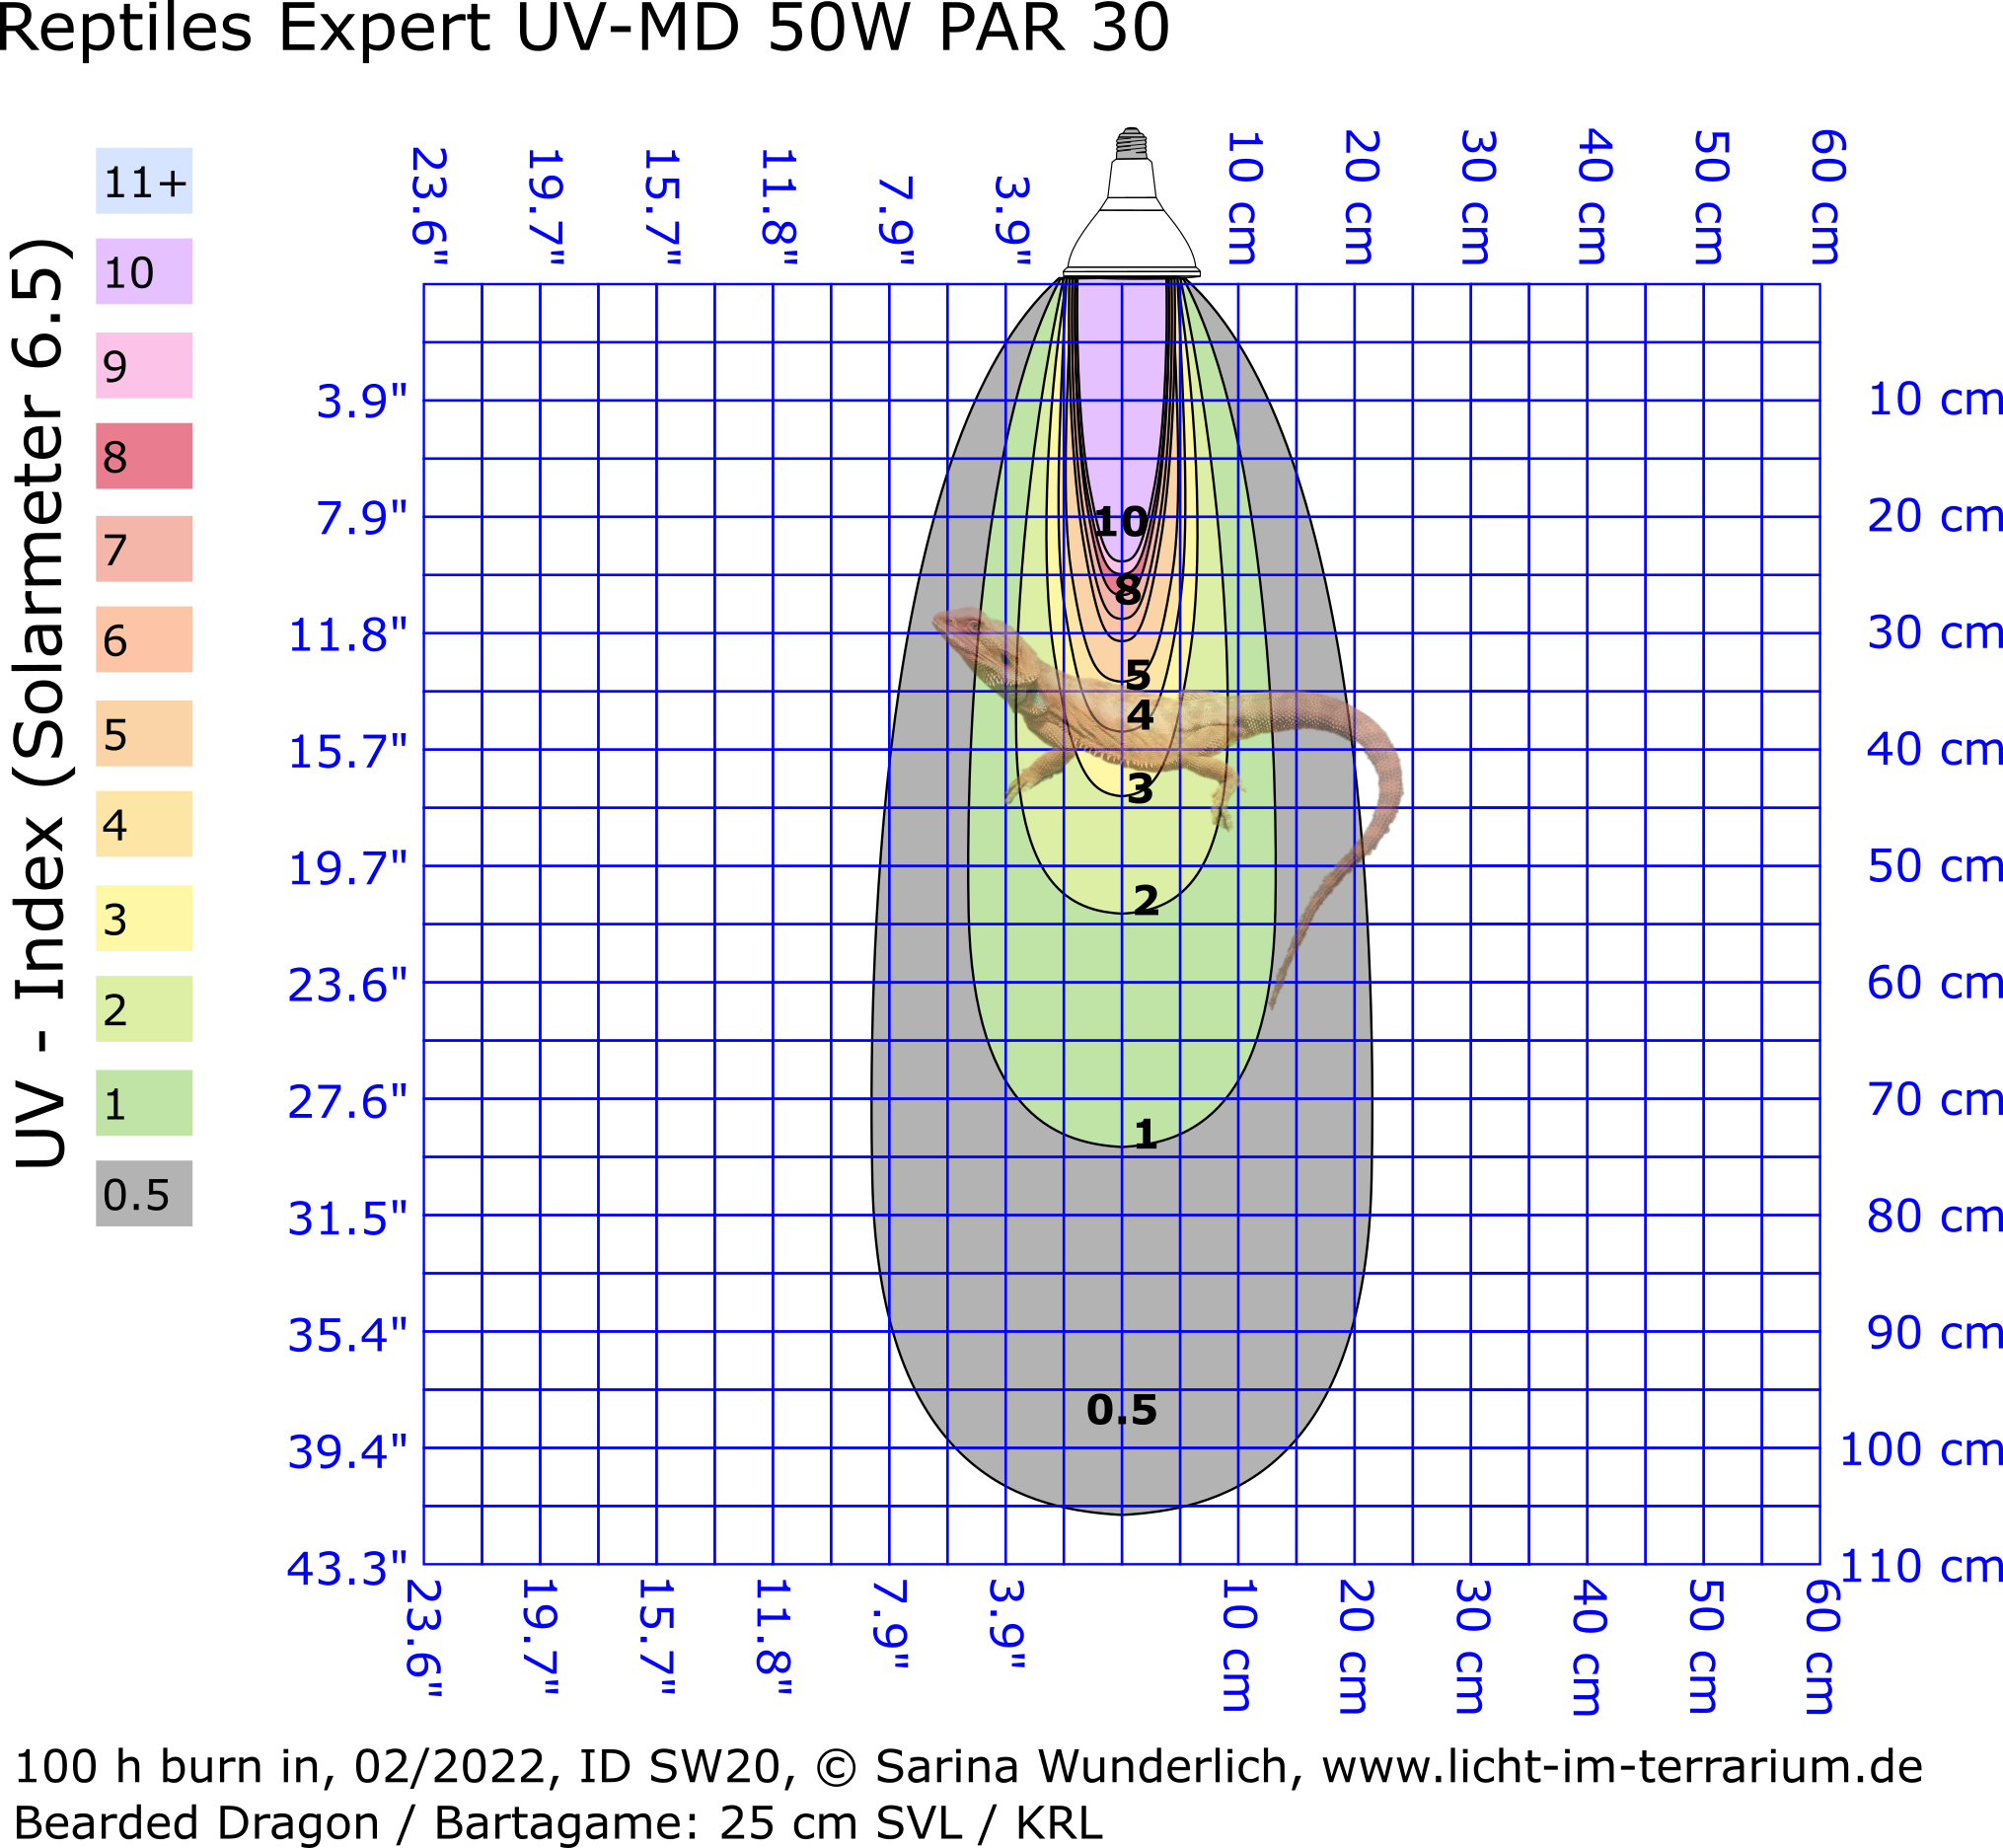 Reptiles Expert UV-MD 50W PAR 30
UV - Index (Solarmeter 6.5)
11+
10
9
8
7
6
5
4
3
2
1
0.5
23.6" 19.7" 15.7" 11.8" 7.9" 3.9" 10 cm 20 cm 30 cm 40 cm 50 cm 60 cm
3.9" 10 cm
7.9" 20 cm
11.8" 30 cm
15.7" 40 cm
19.7" 50 cm
23.6" 60 cm
27.6" 70 cm
31.5" 80 cm
35.4" 90 cm
39.4" 100 cm
43.3" 110 cm
10
8
5
4
3
2
1
0.5
23.6" 19.7" 15.7" 11.8" 7.9" 3.9" 10 cm 20 cm 30 cm 40 cm 50 cm 60 cm
100 h burn in, 02/2022, ID SW20, © Sarina Wunderlich, www.licht-im-terrarium.de
Bearded Dragon / Bartagame: 25 cm SVL / KRL